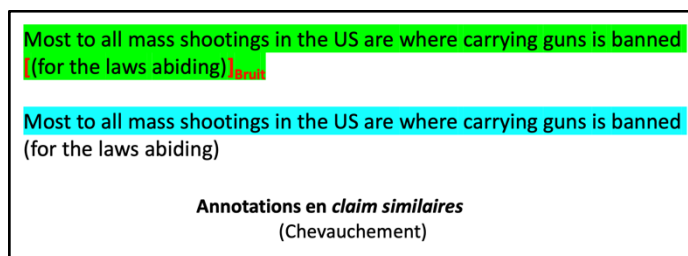 Most to all mass shootings in the US are where carrying guns is banned
[(for the laws abiding)]Bruit
Most to all mass shootings in the US are where carrying guns is banned
(for the laws abiding)
Annotations en claim similaires
(Chevauchement)